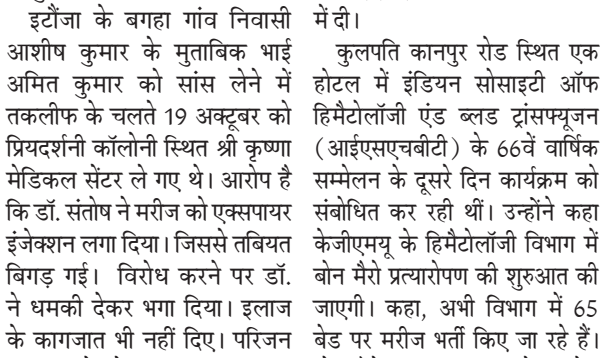 इटौंजा के बगहा गांव निवासी
आशीष कुमार के मुताबिक भाई
अमित कुमार को सांस लेने में
तकलीफ के चलते 19 अक्टूबर को
प्रियदर्शनी कॉलोनी स्थित श्री कृष्णा
मेडिकल सेंटर ले गए थे। आरोप है
कि डॉ. संतोष ने मरीज को एक्सपायर
इंजेक्शन लगा दिया। जिससे तबियत
बिगड़ गई। विरोध करने पर डॉ.
ने धमकी देकर भगा दिया। इलाज
के कागजात भी नहीं दिए। परिजन
में दी।
कुलपति कानपुर रोड स्थित एक
होटल में इंडियन सोसाइटी ऑफ
हिमैटोलॉजी एंड ब्लड ट्रांसफ्यूजन
(आईएसएचबीटी) के 66वें वार्षिक
सम्मेलन के दूसरे दिन कार्यक्रम को
संबोधित कर रही थीं। उन्होंने कहा
केजीएमयू के हिमैटोलॉजी विभाग में
बोन मैरो प्रत्यारोपण की शुरुआत की
जाएगी। कहा, अभी विभाग में 65
बेड पर मरीज भर्ती किए जा रहे हैं।